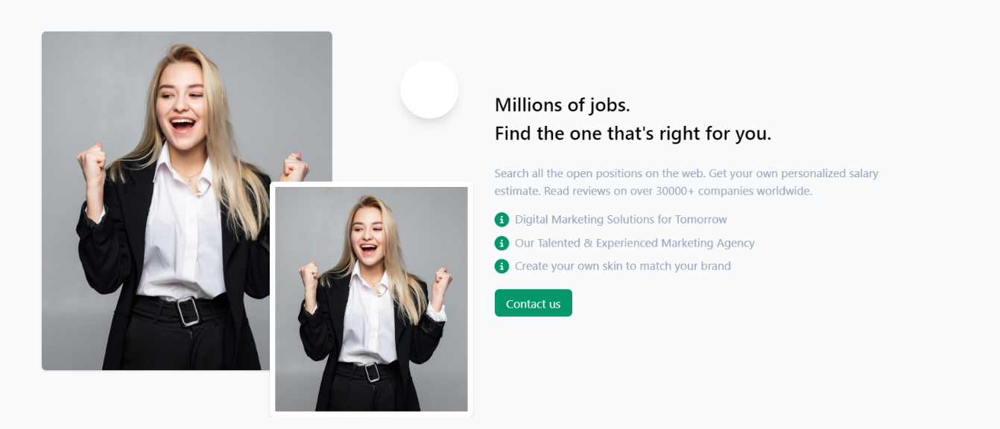 Millions of jobs.
Find the one that's right for you.
Search all the open positions on the web. Get your own personalized salary
estimate. Read reviews on over 30000+ companies worldwide.
Digital Marketing Solutions for Tomorrow
Our Talented & Experienced Marketing Agency
Create your own skin to match your brand
Contact us